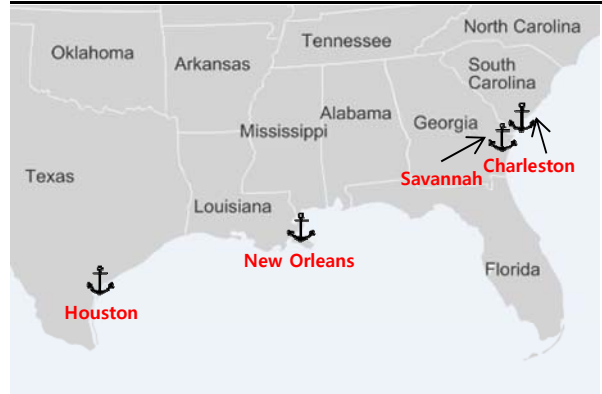 North Carolina
Tennessee
Oklahoma
Arkansas
South
Carolina
Alabama
Georgia
Mississippi
Charleston
Texas
Savannah
Louisiana
New Orleans
Florida
Houston